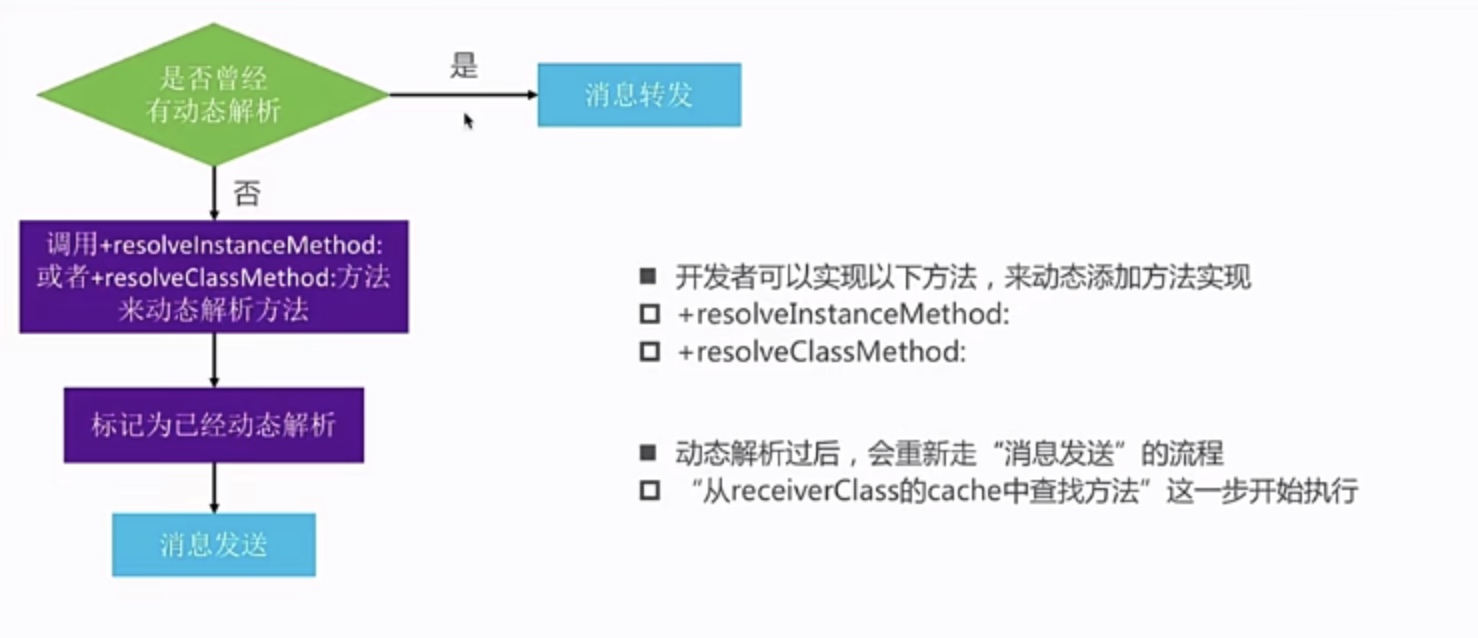 是否曾经
有动态解析
是
消息转发
否
调用+resolveInstanceMethod:
或者+resolveClassMethod:方法
来动态解析方法
标记为已经动态解析
消息发送
开发者可以实现以下方法，来动态添加方法实现
+resolveInstanceMethod:
+resolveClassMethod:
动态解析过后，会重新走“消息发送”的流程
“从receiverClass的cache中查找方法”这一步开始执行